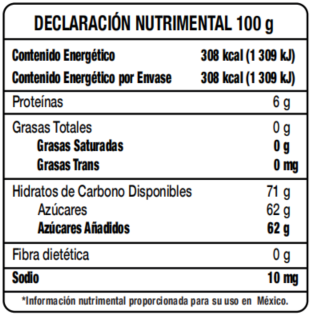 DECLARACIÓN NUTRIMENTAL 100 g
Contenido Energético 308 kcal (1 309 kJ)
Contenido Energético por Envase 308 kcal (1 309 kJ)
Proteínas 6 g
Grasas Totales 0 g
Grasas Saturadas 0 g
Grasas Trans 0 mg
Hidratos de Carbono Disponibles 71 g
Azúcares 62 g
Azúcares Añadidos 62 g
Fibra dietética 0 g
Sodio 10 mg
*Información nutrimental proporcionada para su uso en México.